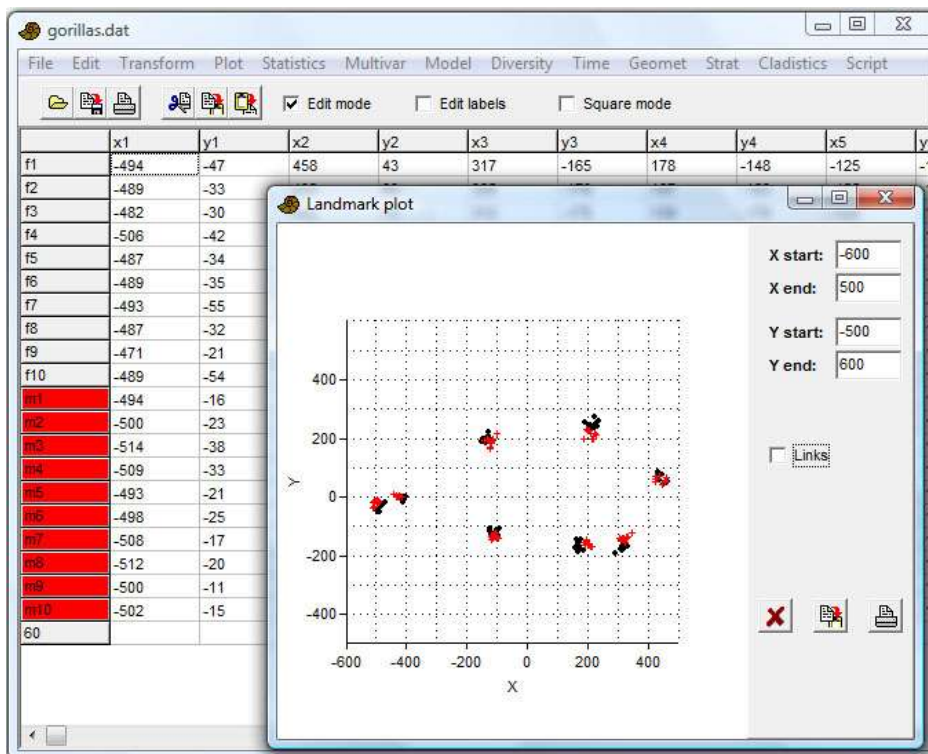 gorillas.dat
File Edit Transform Plot Statistics Multivar Model Diversity Time Geomet Strat Cladistics Script
Edit mode Edit labels Square mode
x1 y1 x2 y2 x3 y3 x4 y4 x5
f1 -494 -47 458 43 317 -165 178 -148 -125
f2 -489 -33
f3 -482 -30
f4 -506 -42
f5 -487 -34
f6 -489 -35
f7 -493 -55
f8 -487 -32
f9 -471 -21
f10 -489 -54
m1 -494 -16
m2 -500 -23
m3 -514 -38
m4 -509 -33
m5 -493 -21
m6 -498 -25
m7 -508 -17
m8 -512 -20
m9 -500 -11
m10 -502 -15
60
Landmark plot
X start: -600
X end: 500
Y start: -500
Y end: 600
Links
400
200
0
-200
-400
Y
-600 -400 -200 0 200 400
X